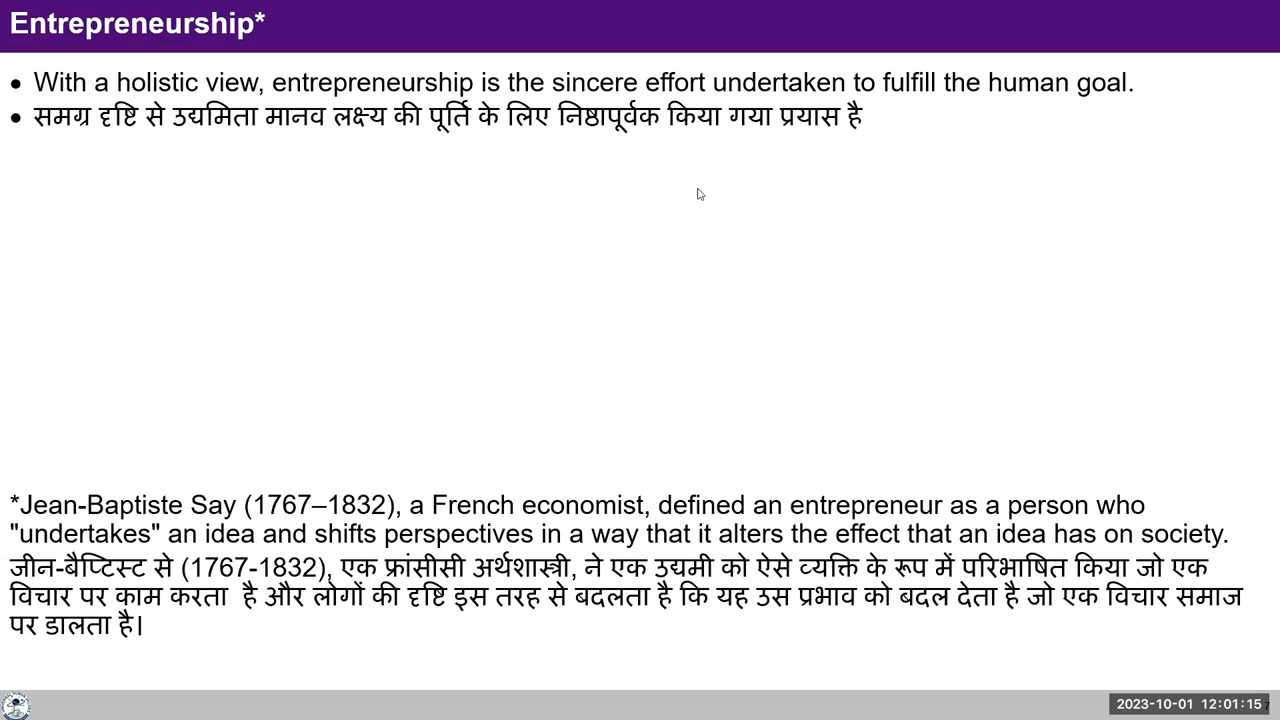 Entrepreneurship*
• With a holistic view, entrepreneurship is the sincere effort undertaken to fulfill the human goal.
• समग्र दृष्टि से उद्यमिता मानव लक्ष्य की पूर्ति के लिए निष्ठापूर्वक किया गया प्रयास है
*Jean-Baptiste Say (1767–1832), a French economist, defined an entrepreneur as a person who
"undertakes" an idea and shifts perspectives in a way that it alters the effect that an idea has on society.
जीन-बैप्टिस्ट से (1767-1832), एक फ्रांसीसी अर्थशास्त्री, ने एक उद्यमी को ऐसे व्यक्ति के रूप में परिभाषित किया जो एक
विचार पर काम करता है और लोगों की दृष्टि इस तरह से बदलता है कि यह उस प्रभाव को बदल देता है जो एक विचार समाज
पर डालता है।
2023-10-01 12:01:15